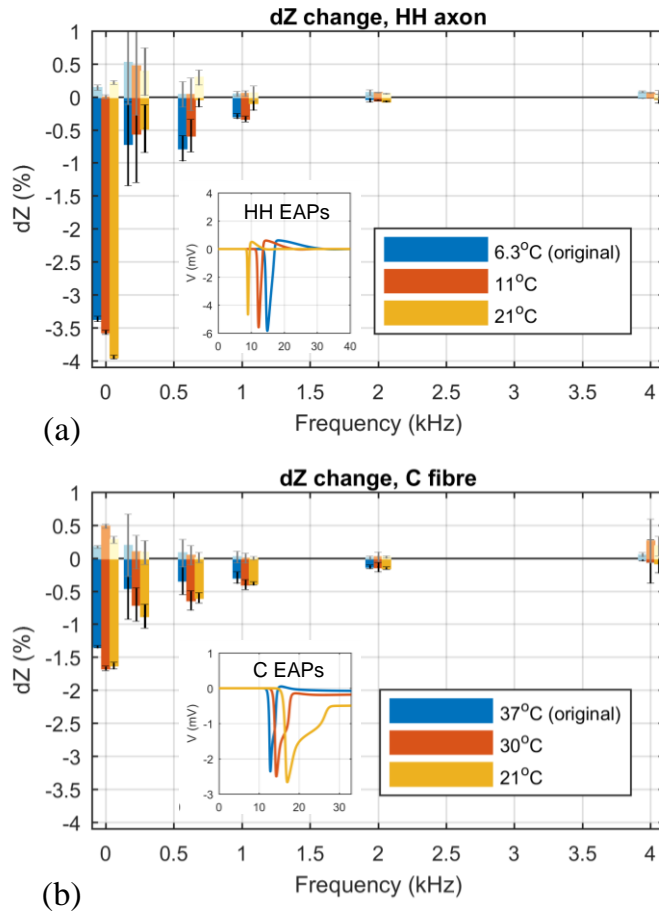 dZ change, HH axon
1
0.5
0
-0.5
-1
-1.5
-2
-2.5
-3
-3.5
-4
dZ (%)
HH EAPs
4
2
0
-2
-4
-6
V (mV)
0 10 20 30 40
6.3°C (original)
11°C
21°C
0 0.5 1 1.5 2 2.5 3 3.5 4
Frequency (kHz)
(a)
dZ change, C fibre
1
0.5
0
-0.5
-1
-1.5
-2
-2.5
-3
-3.5
-4
dZ (%)
C EAPs
1
0
-1
-2
-3
V (mV)
0 10 20 30
37°C (original)
30°C
21°C
0 0.5 1 1.5 2 2.5 3 3.5 4
Frequency (kHz)
(b)